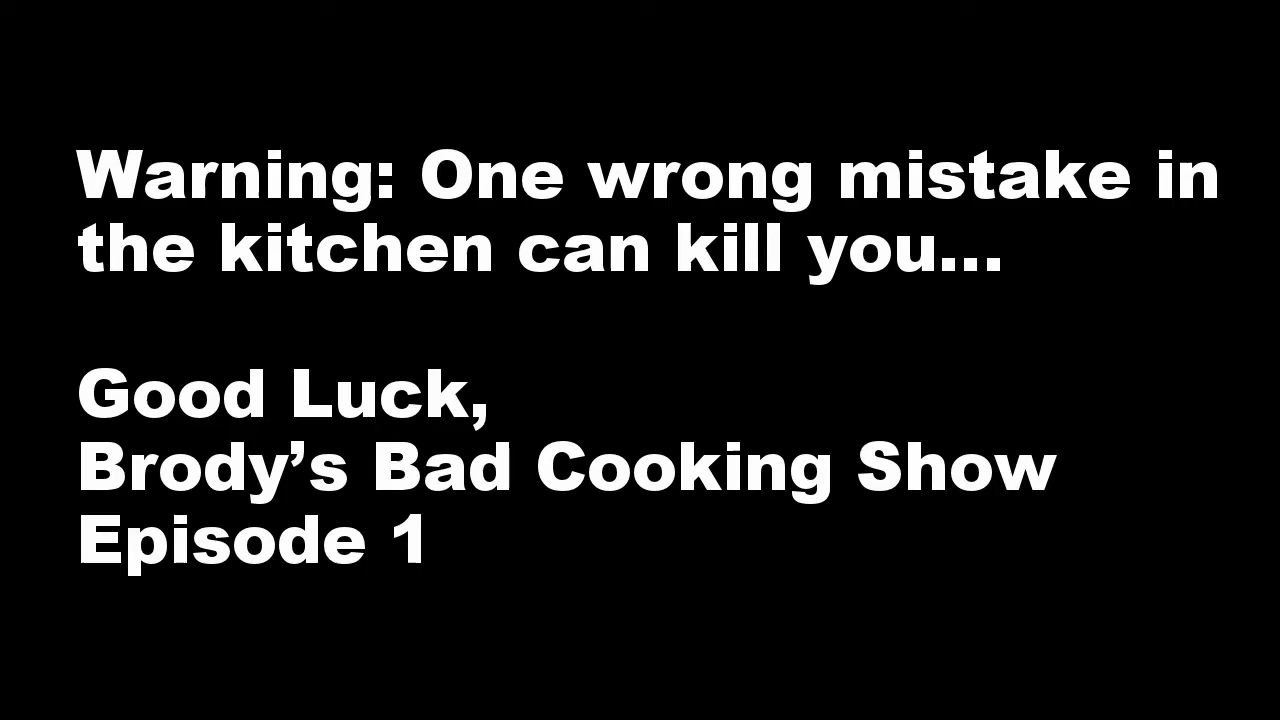 Warning: One wrong mistake in
the kitchen can kill you...
Good Luck,
Brody’s Bad Cooking Show
Episode 1